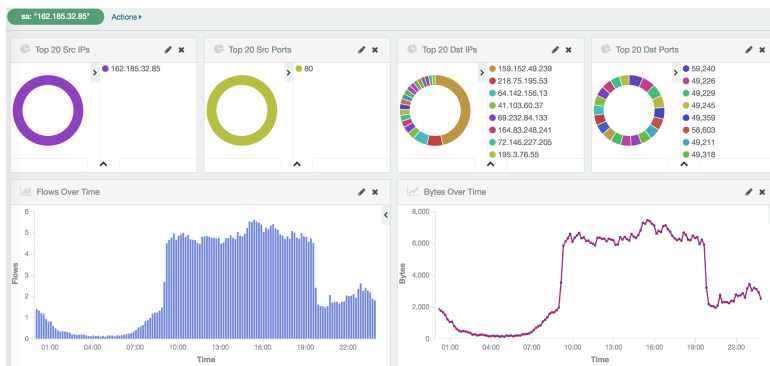 sa: "162.185.32.85" Actions
Top 20 Src IPs
162.185.32.85
Top 20 Src Ports
80
Top 20 Dst IPs
159.152.49.239
218.75.195.53
64.142.156.13
41.103.60.37
69.232.84.133
164.83.248.241
72.146.227.205
195.3.76.55
Top 20 Dst Ports
59,240
49,226
49,229
49,245
49,359
56,603
49,211
49,318
Flows Over Time
Flows
6
5
4
3
2
1
0
01:00 04:00 07:00 10:00 13:00 16:00 19:00 22:00
Time
Bytes Over Time
Bytes
8,000
6,000
4,000
2,000
0
01:00 04:00 07:00 10:00 13:00 16:00 19:00 22:00
Time